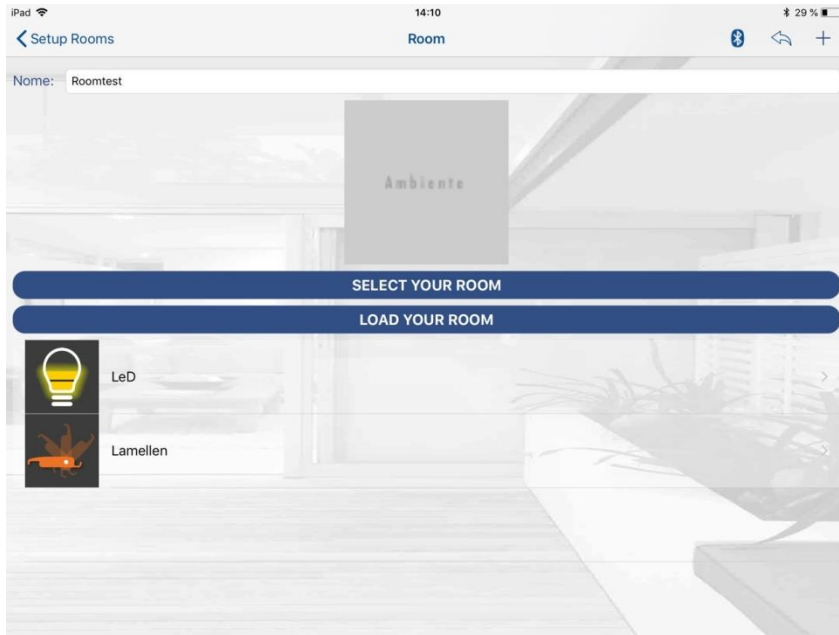 iPad 14:10 29 %
Setup Rooms Room
Nome: Roomtest
Ambiente
SELECT YOUR ROOM
LOAD YOUR ROOM
LeD
Lamellen